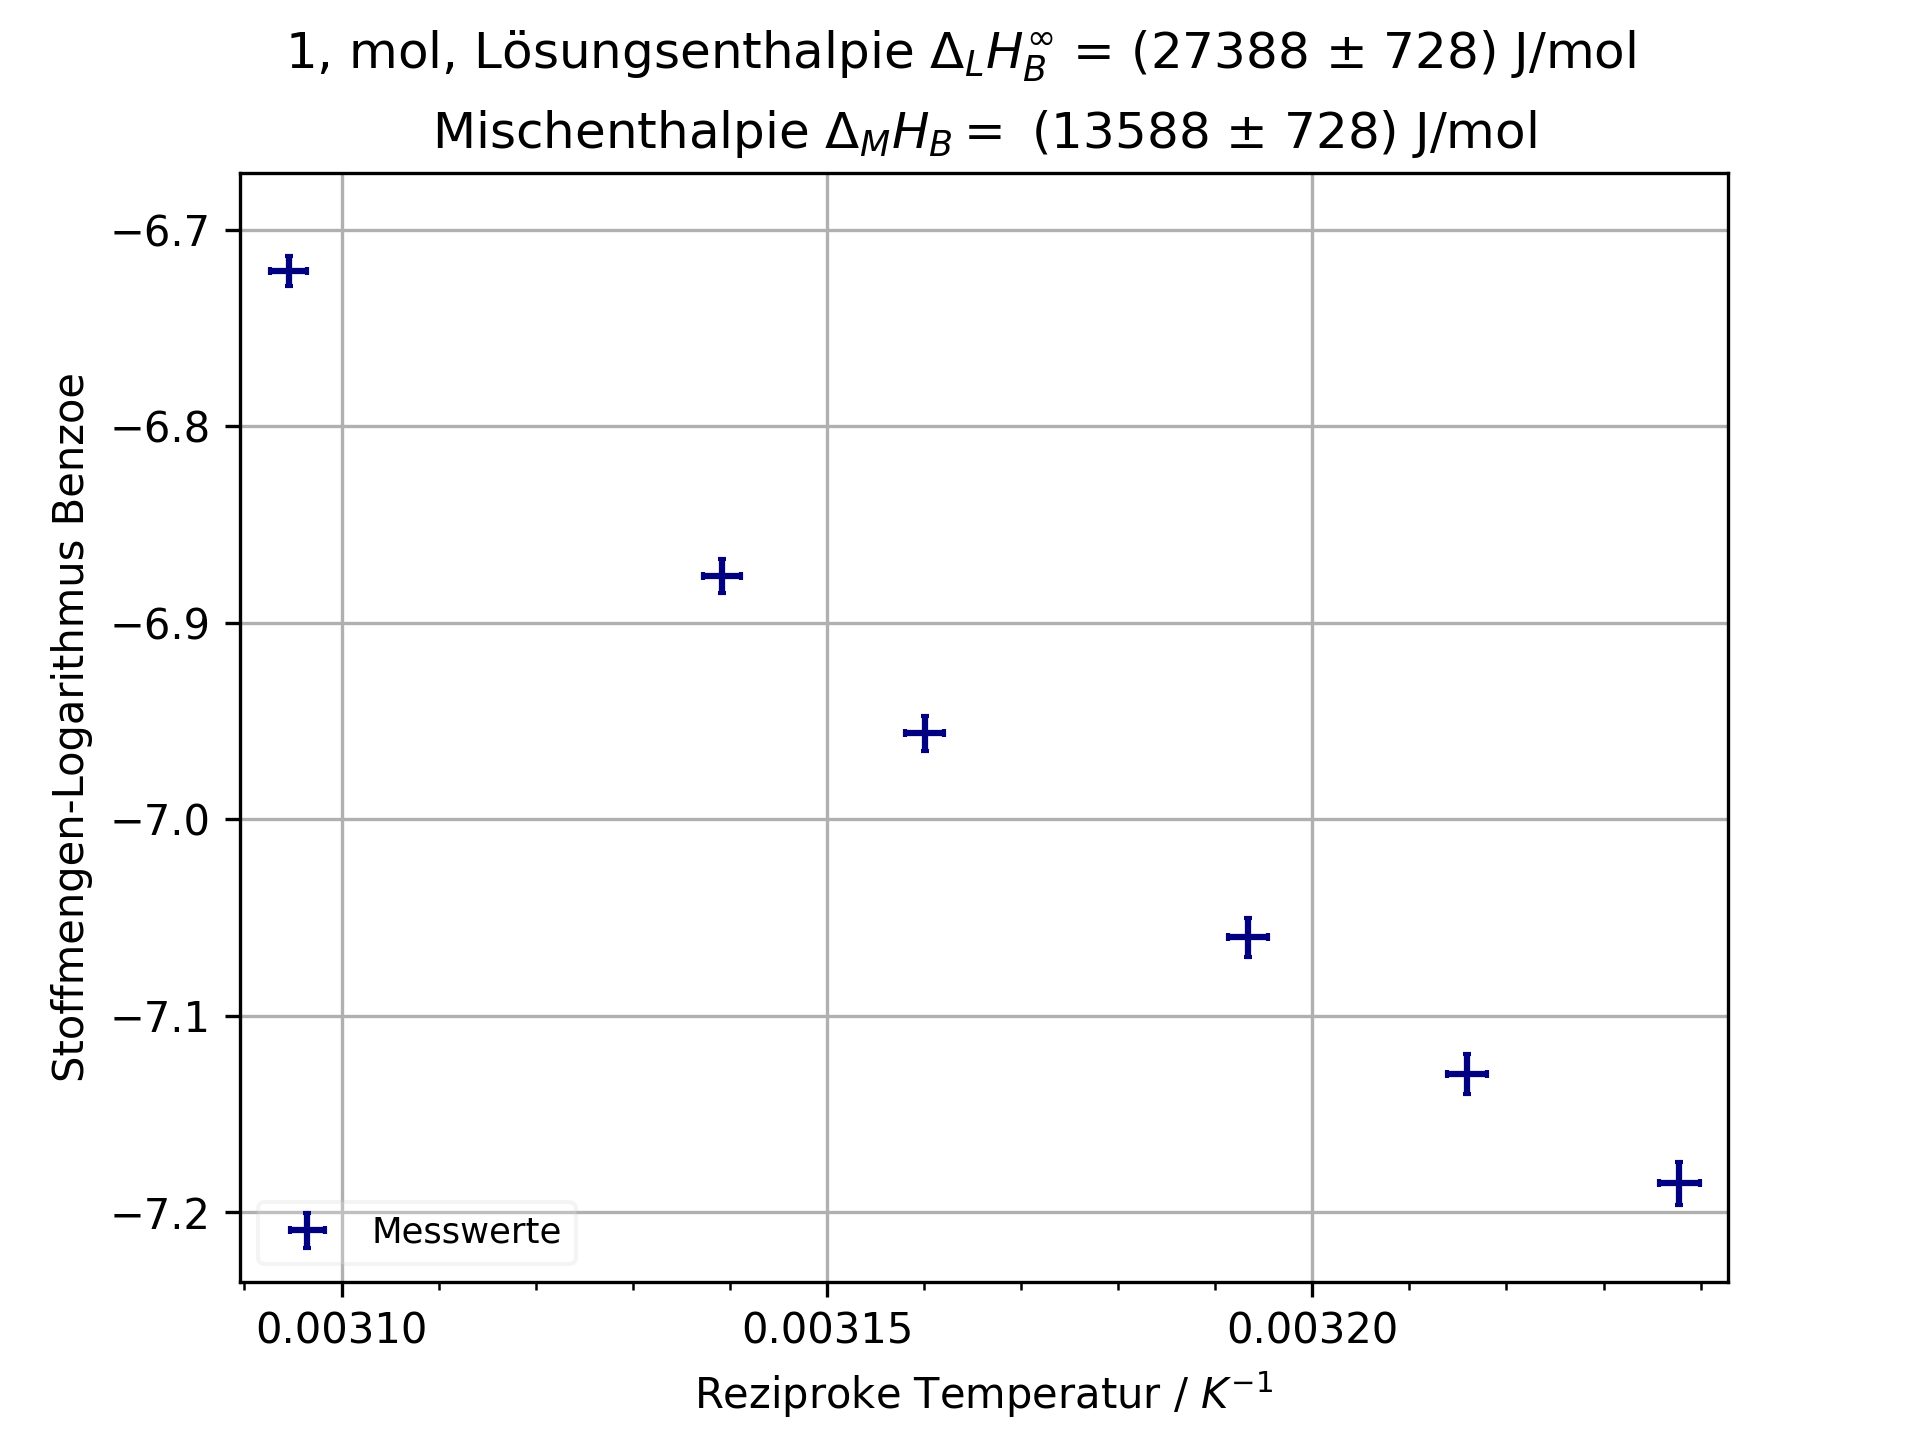 1, mol, Lösungsenthalpie Δ_L H_B^∞ = (27388 ± 728) J/mol
Mischenthalpie Δ_M H_B = (13588 ± 728) J/mol
−6.7
−6.8
−6.9
−7.0
−7.1
−7.2
Stoffmengen-Logarithmus Benzoe
Messwerte
0.00310 0.00315 0.00320
Reziproke Temperatur / K⁻¹